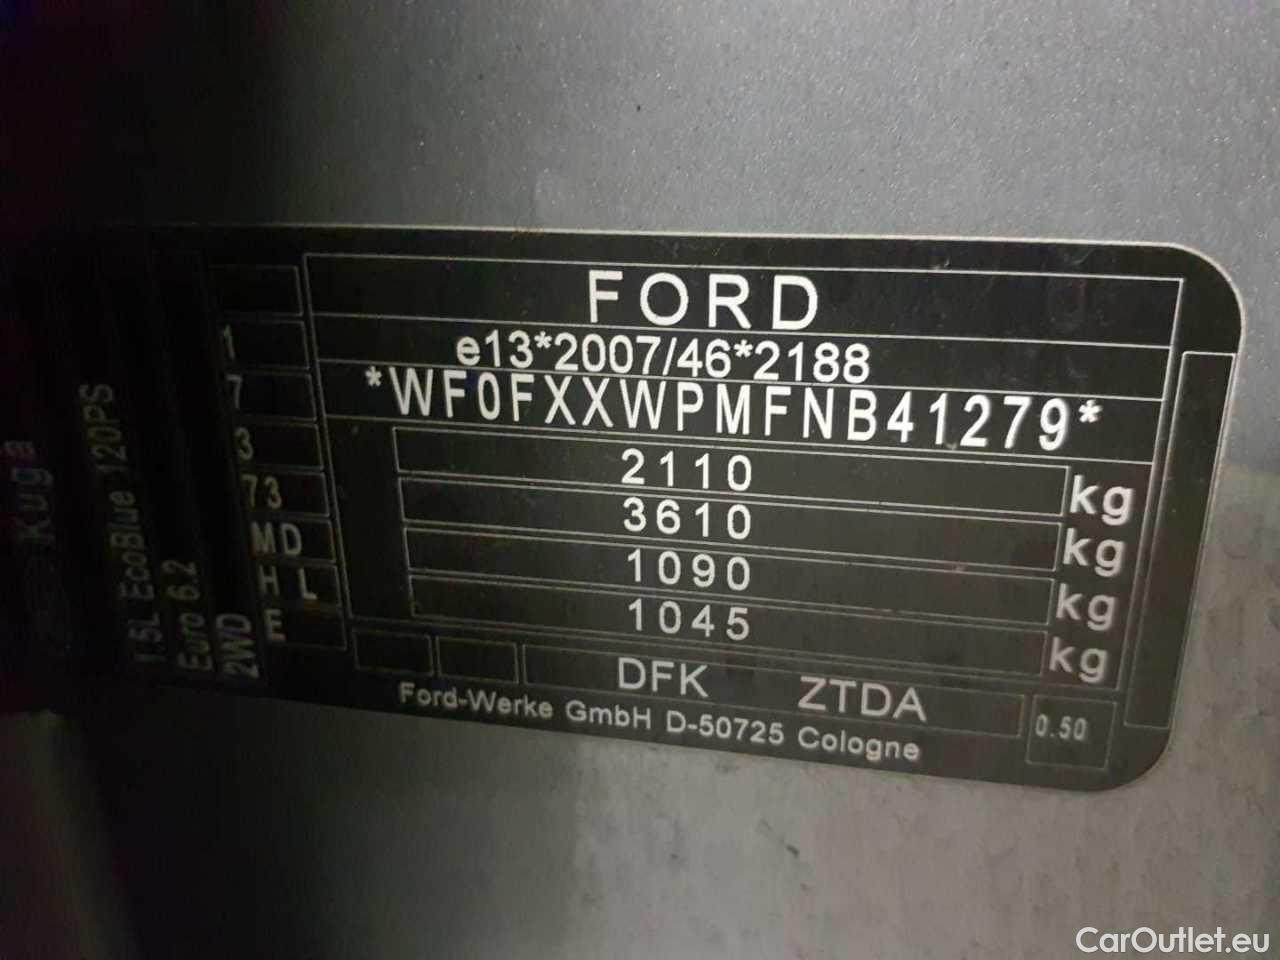 FORD
e13*2007/46*2188
*WF0FXXWPMFNB41279*
2110 kg
3610 kg
1090 kg
1045 kg
DFK ZTDA
0.50
Ford-Werke GmbH D-50725 Cologne
1
7
3
73
MD
H L
E
Kuga
1.5L EcoBlue 120PS
Euro 6.2
2WD
CarOutlet.eu